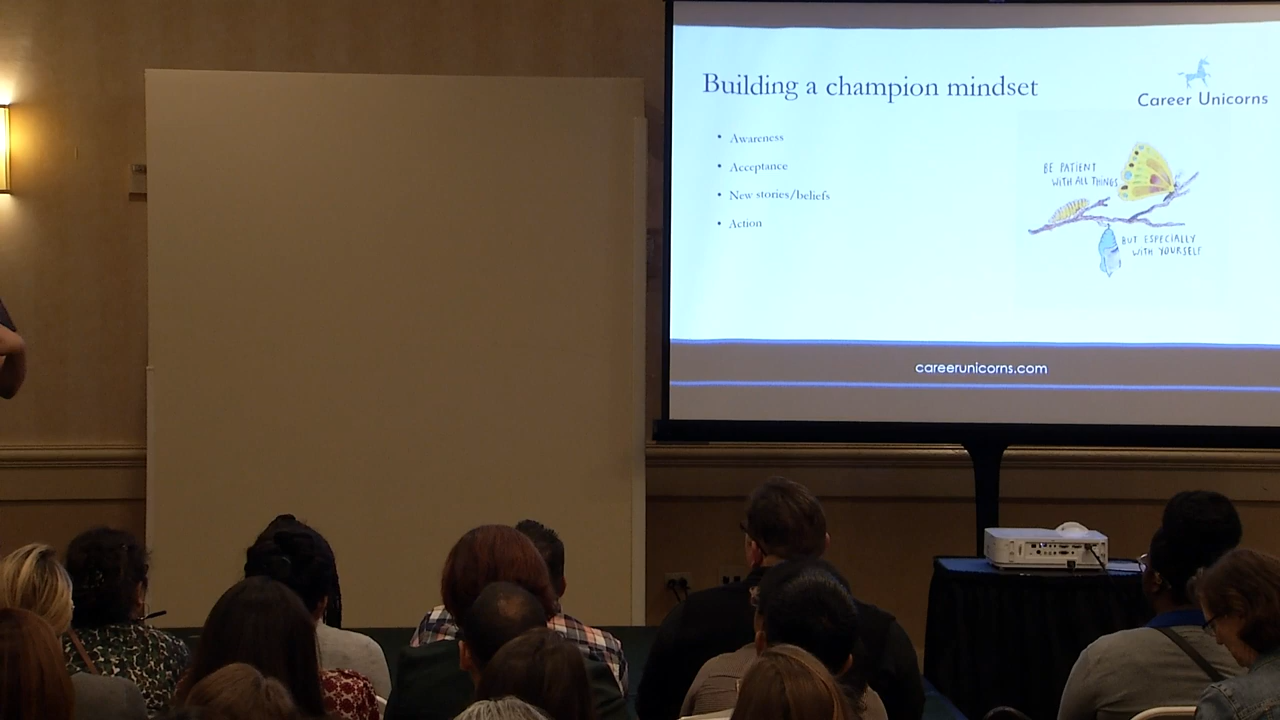 Building a champion mindset
Career Unicorns
• Awareness
• Acceptance
• New stories/beliefs
• Action
BE PATIENT
WITH ALL THINGS
BUT ESPECIALLY
WITH YOURSELF
careerunicorns.com